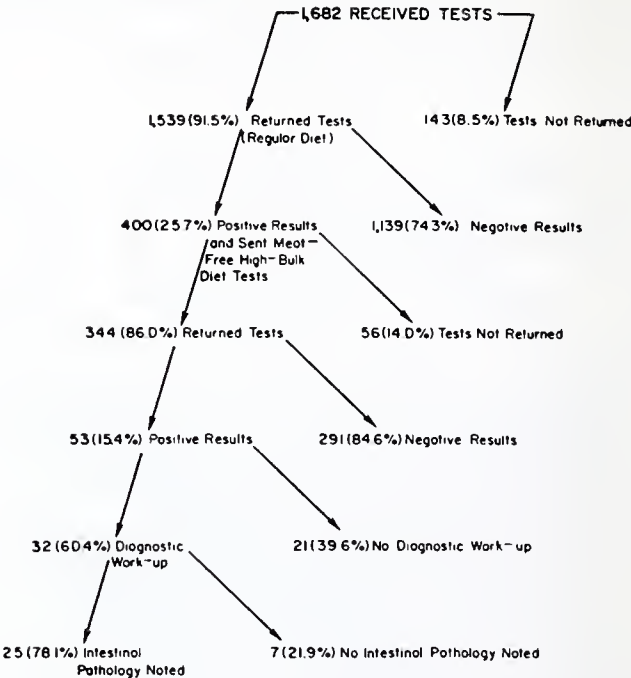 1,682 RECEIVED TESTS
1,539 (91.5%) Returned Tests
(Regular Diet)
143 (8.5%) Tests Not Returned
400 (25.7%) Positive Results
and Sent Meat-
Free High-Bulk
Diet Tests
1,139 (74.3%) Negative Results
344 (86.0%) Returned Tests
56 (14.0%) Tests Not Returned
53 (15.4%) Positive Results
291 (84.6%) Negative Results
32 (60.4%) Diagnostic
Work-up
21 (39.6%) No Diagnostic Work-up
25 (78.1%) Intestinal
Pathology Noted
7 (21.9%) No Intestinal Pathology Noted